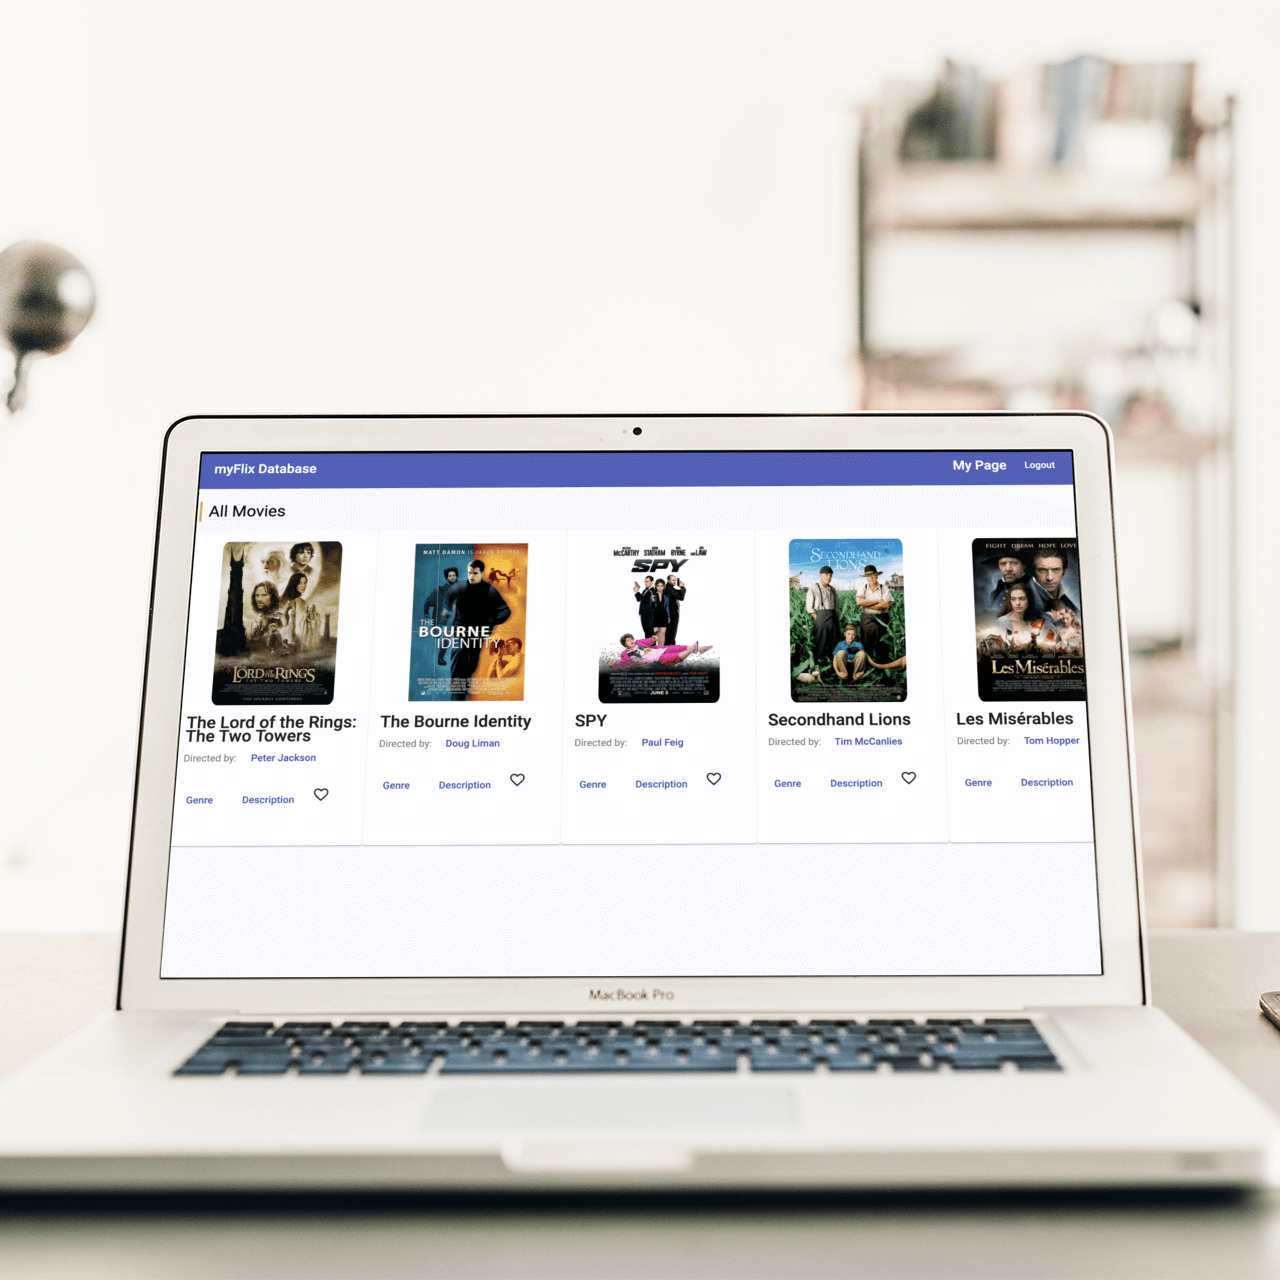 myFlix Database
My Page
Logout
All Movies
LORD OF THE RINGS
THE TWO TOWERS
The Lord of the Rings:
The Two Towers
Directed by: Peter Jackson
Genre Description
MATT DAMON IS JASON BOURNE
THE
BOURNE
IDENTITY
The Bourne Identity
Directed by: Doug Liman
Genre Description
McCARTHY STATHAM BYRNE AND LAW
SPY
JUNE 5
SPY
Directed by: Paul Feig
Genre Description
SECONDHAND
LIONS
Secondhand Lions
Directed by: Tim McCanlies
Genre Description
FIGHT DREAM HOPE LOVE
Les Misérables
Les Misérables
Directed by: Tom Hopper
Genre Description
MacBook Pro